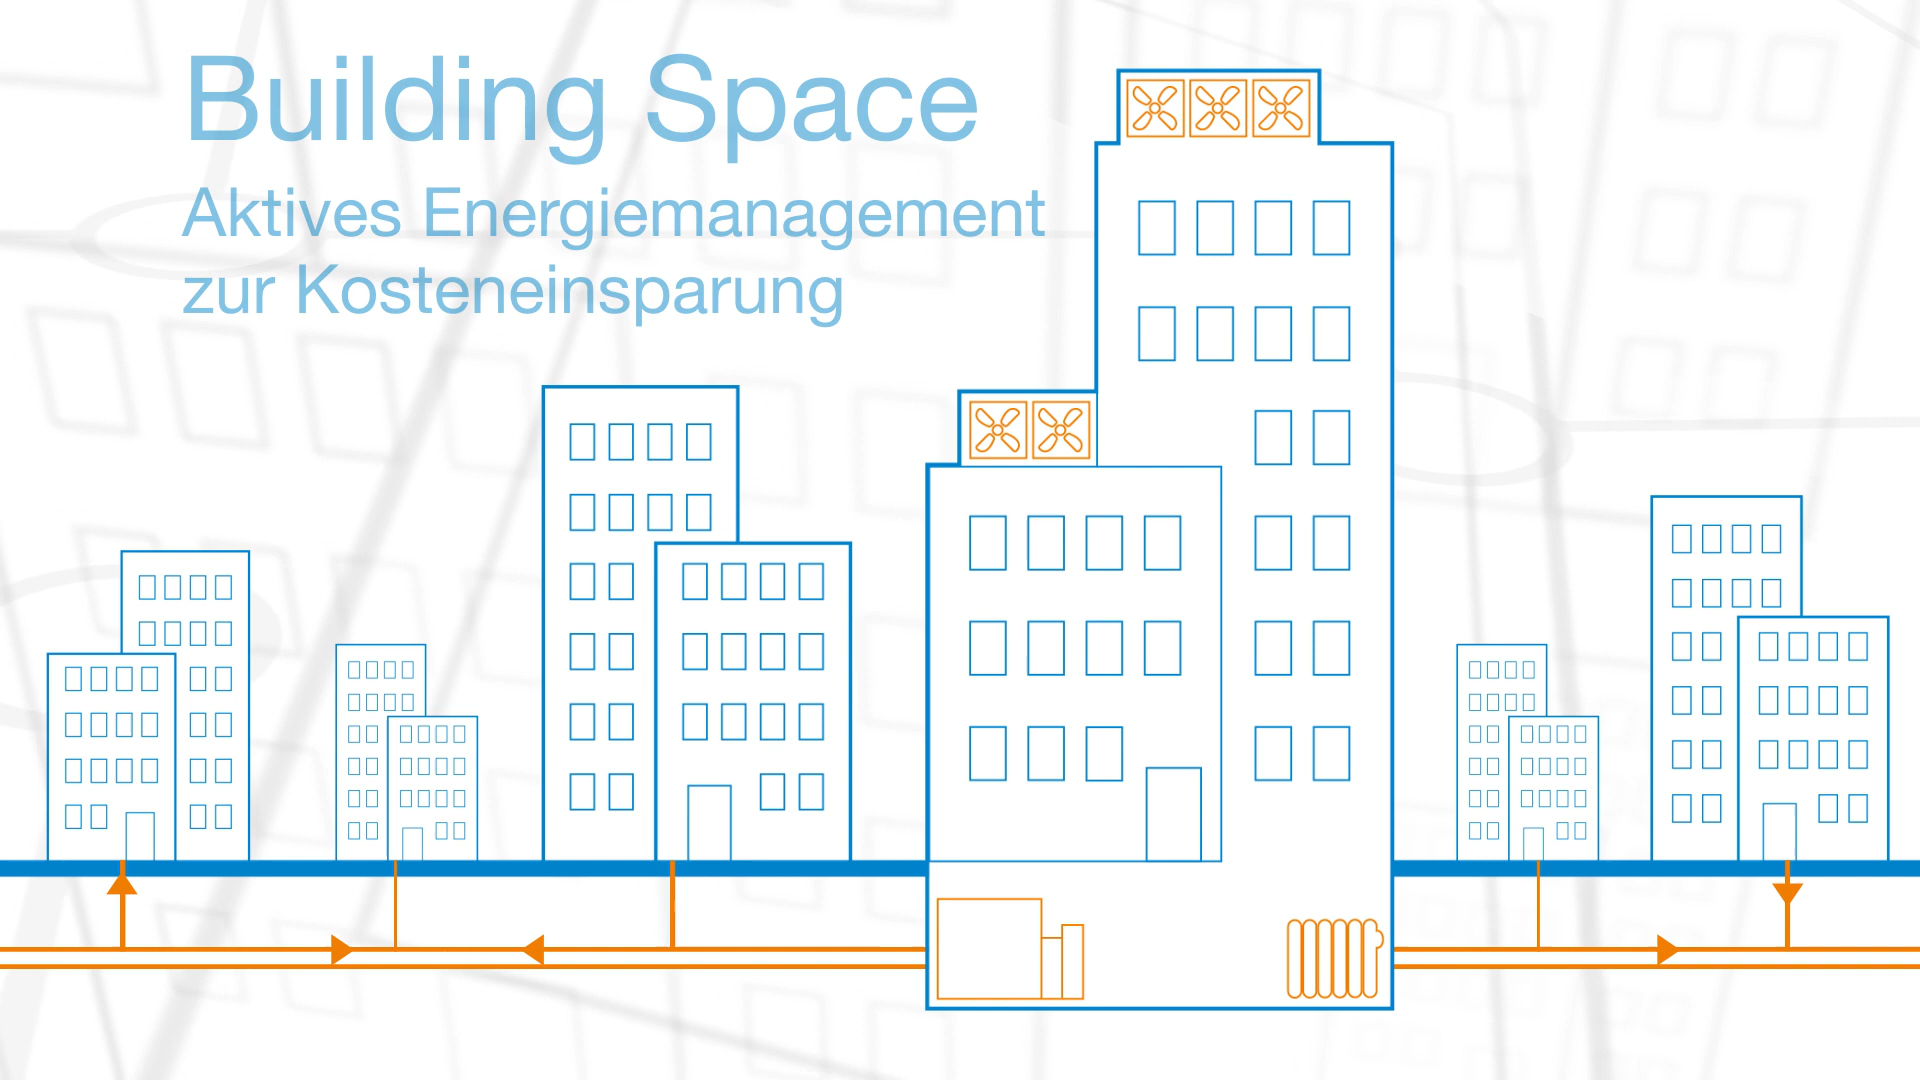 Building Space
Aktives Energiemanagement
zur Kosteneinsparung